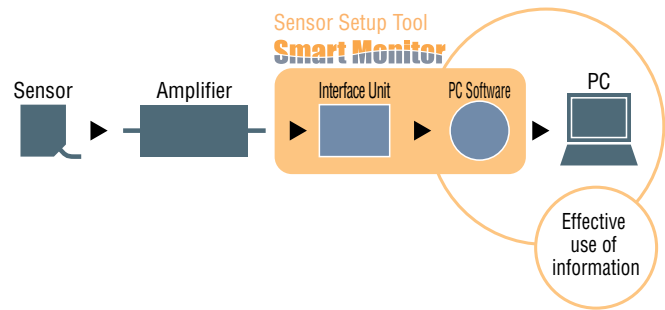 Sensor Setup Tool
Smart Monitor
Sensor
Amplifier
Interface Unit
PC Software
PC
Effective
use of
information